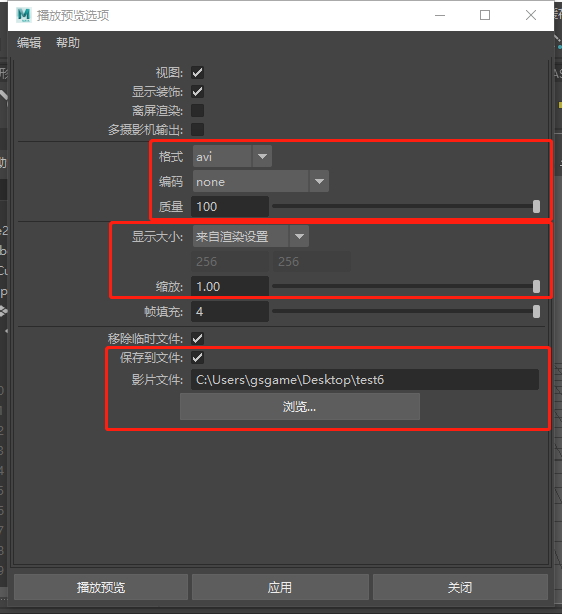 播放预览选项
编辑 帮助
视图:
显示装饰:
离屏渲染:
多摄影机输出:
格式 avi
编码 none
质量 100
显示大小: 来自渲染设置
256 256
缩放: 1.00
帧填充: 4
移除临时文件:
保存到文件:
影片文件: C:\Users\gsgame\Desktop\test6
浏览...
播放预览 应用 关闭